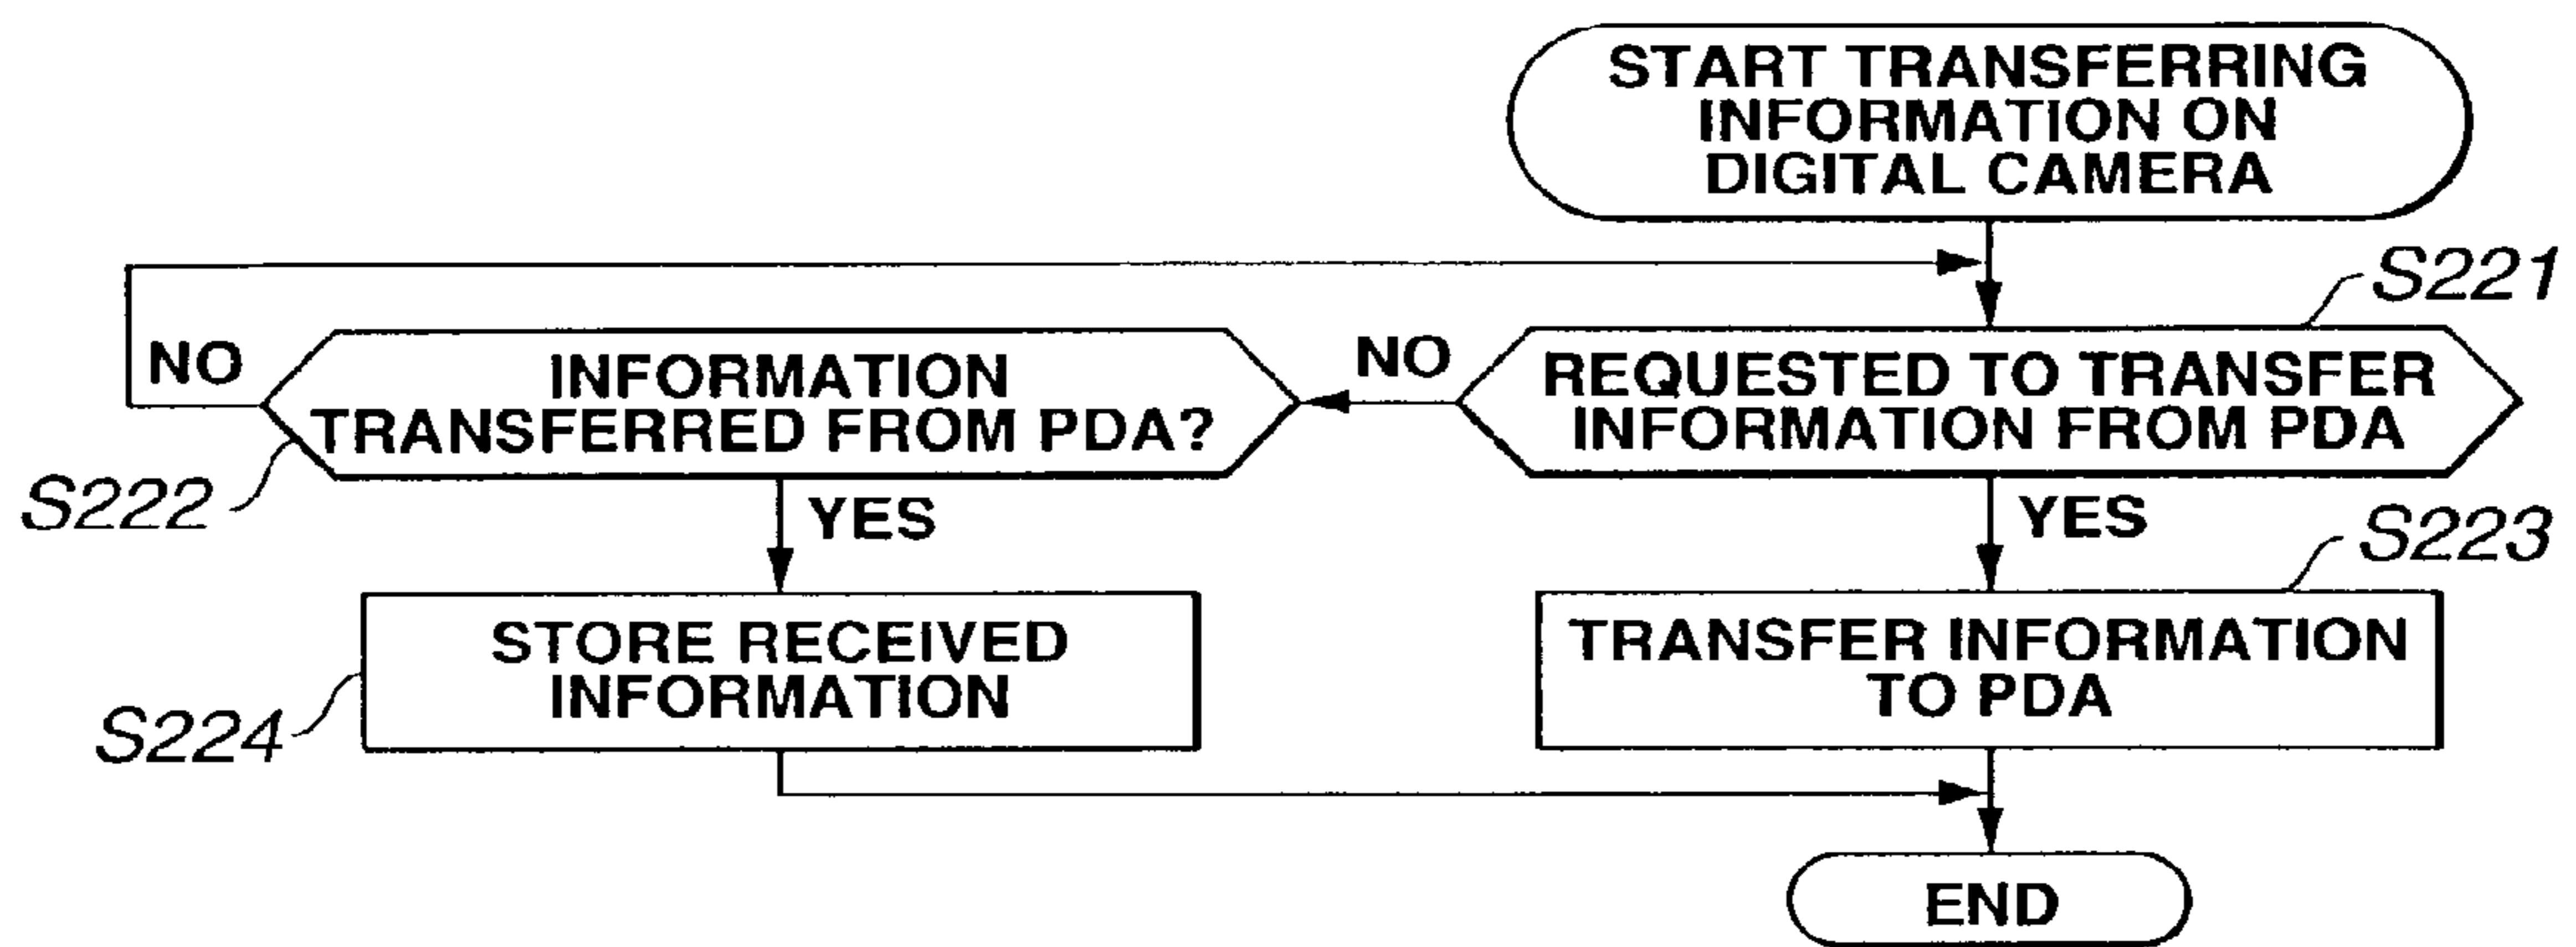 START TRANSFERRING
INFORMATION ON
DIGITAL CAMERA
S221
REQUESTED TO TRANSFER
INFORMATION FROM PDA
NO
INFORMATION
TRANSFERRED FROM PDA?
NO
S222
YES
YES
S223
TRANSFER INFORMATION
TO PDA
STORE RECEIVED
INFORMATION
S224
END